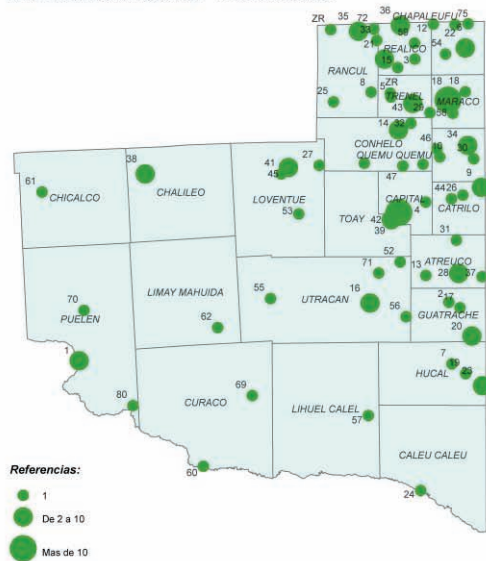 36 CHAPALEUFU 75
ZR 35 72 12 22 6
33 59
21 REALICO 54
15 3
RANCUL
8 5 ZR 18 18
TRENEL MARACO
25 43 29 58
14 32
CONHELO 46 34
QUEMU QUEMU 10 30
38 41 27
45 47 9
61 CHALILEO LOVENTUE CAPITAL 44 26
CHICALCO CATRILO
53 TOAY 42 4
39 31
52
71 13 ATREUCO
28 37
LIMAY MAHUIDA 55 UTRACAN
70 16 2 17
PUELEN 62 56 GUATRACHE
20
1 7
19 23
69 HUCAL
80 CURACO LIHUEL CALEL
57
CALEU CALEU
60 24
Referencias:
1
De 2 a 10
Mas de 10